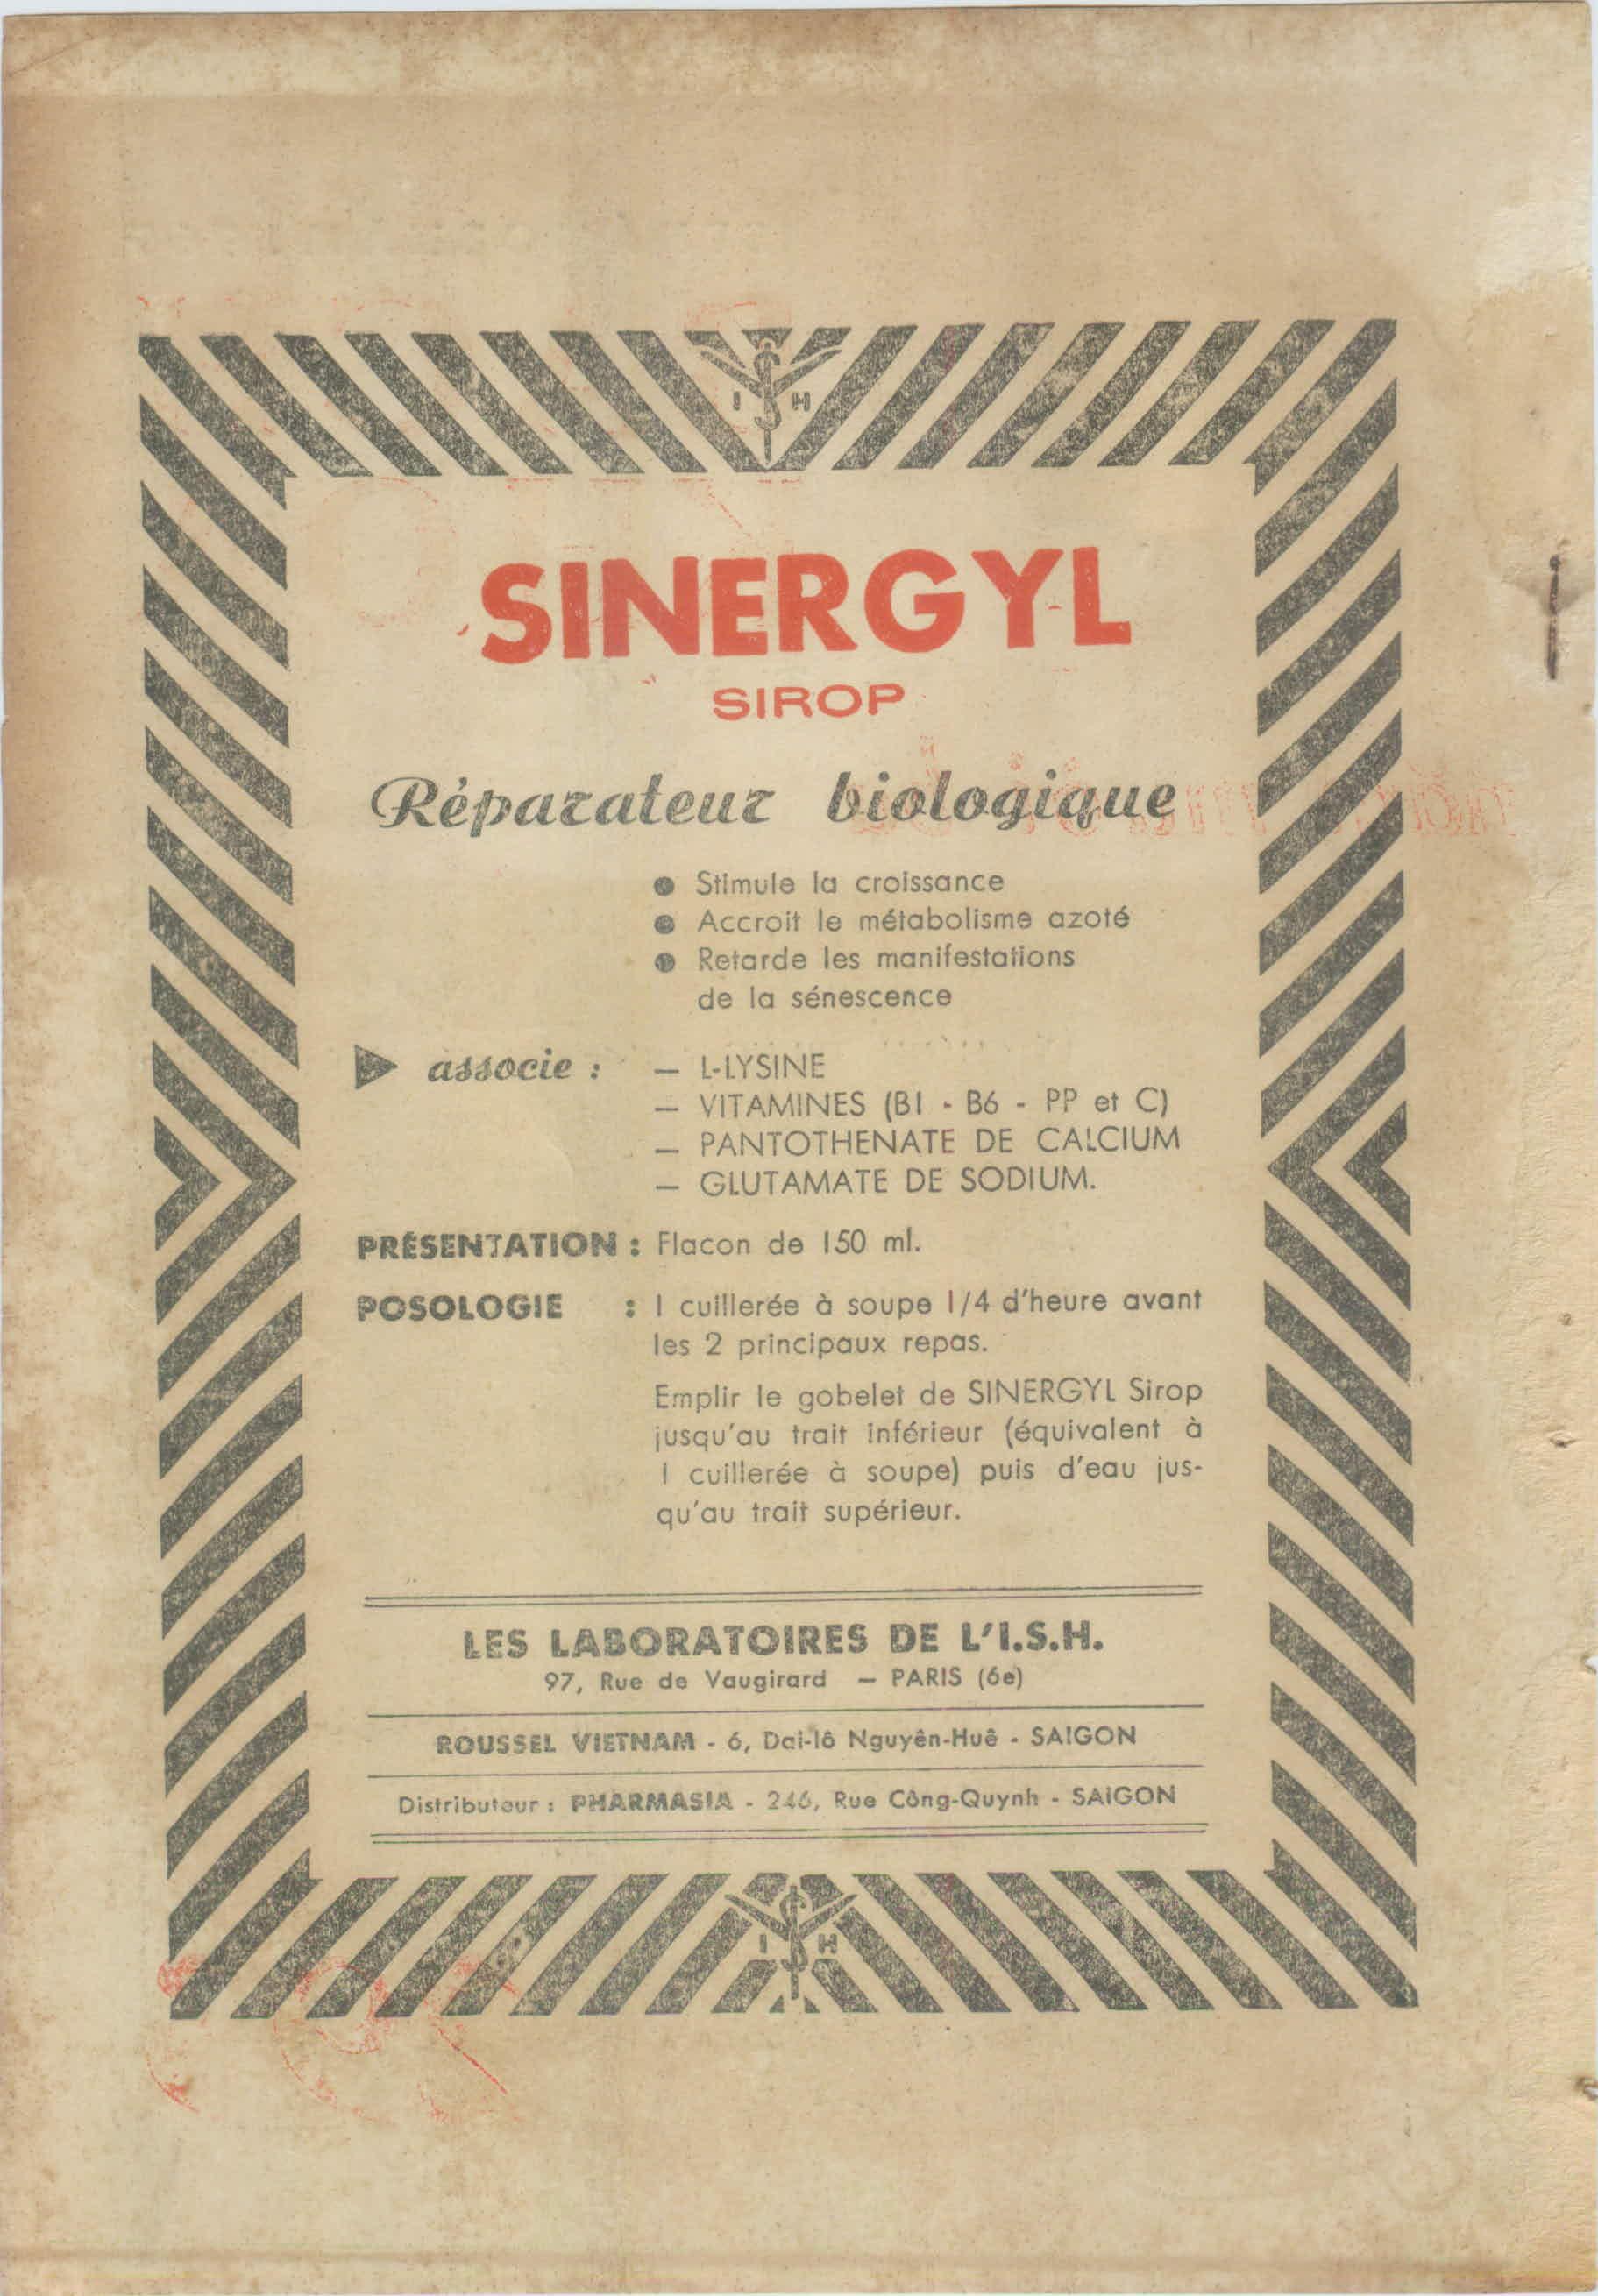 I H
SINERGYL
SIROP
Réparateur biologique
● Stimule la croissance
● Accroit le métabolisme azoté
● Retarde les manifestations
de la sénescence
▶ associe : — L-LYSINE
— VITAMINES (B1 - B6 - PP et C)
— PANTOTHENATE DE CALCIUM
— GLUTAMATE DE SODIUM.
PRÉSENTATION : Flacon de 150 ml.
POSOLOGIE : 1 cuillerée à soupe 1/4 d'heure avant
les 2 principaux repas.
Emplir le gobelet de SINERGYL Sirop
jusqu'au trait inférieur (équivalent à
1 cuillerée à soupe) puis d'eau jus-
qu'au trait supérieur.
LES LABORATOIRES DE L'I.S.H.
97, Rue de Vaugirard — PARIS (6e)
ROUSSEL VIETNAM - 6, Dai-lô Nguyên-Huê - SAIGON
Distributeur : PHARMASIA - 246, Rue Công-Quynh - SAIGON
I H